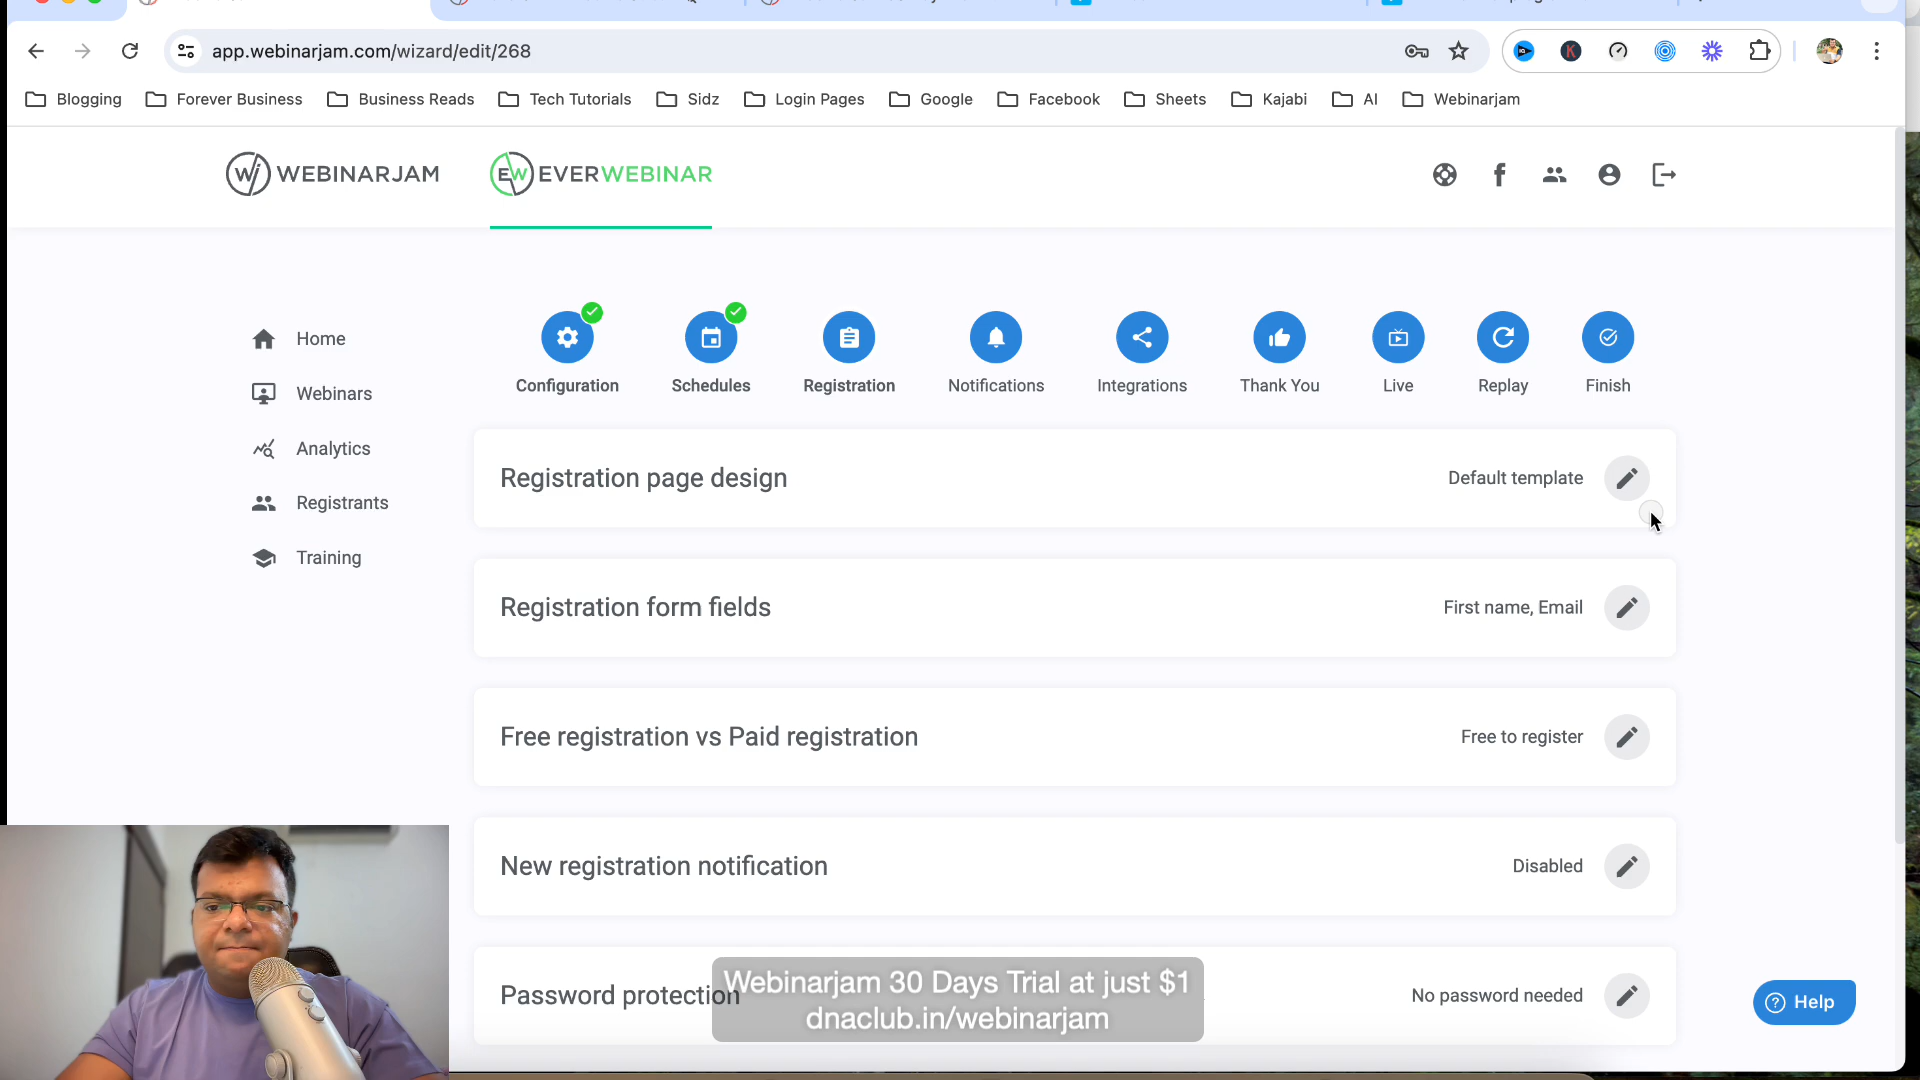 app.webinarjam.com/wizard/edit/268
Blogging Forever Business Business Reads Tech Tutorials Sidz Login Pages Google Facebook Sheets Kajabi AI Webinarjam
WEBINARJAM EVERWEBINAR
Configuration Schedules Registration Notifications Integrations Thank You Live Replay Finish
Home
Webinars
Analytics
Registrants
Training
Registration page design Default template
Registration form fields First name, Email
Free registration vs Paid registration Free to register
New registration notification Disabled
Password protection No password needed
Webinarjam 30 Days Trial at just $1
dnaclub.in/webinarjam
Help